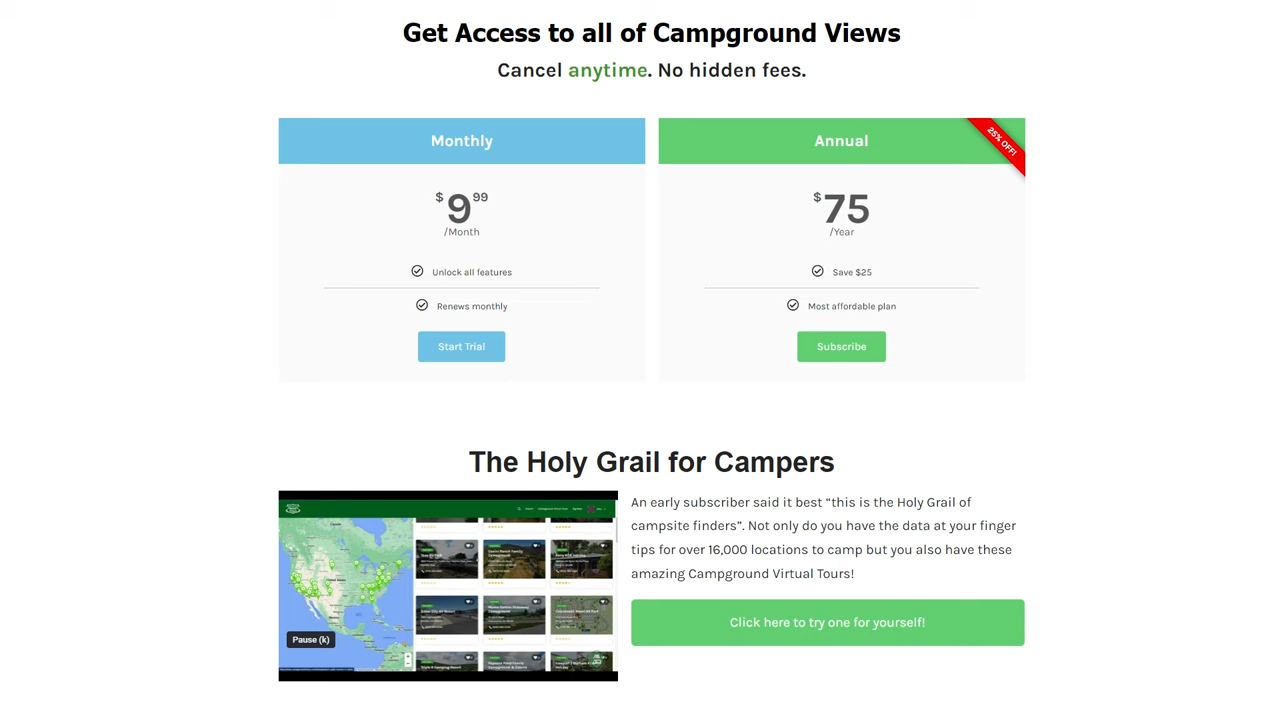 Get Access to all of Campground Views
Cancel anytime. No hidden fees.
Monthly
$9 99
/Month
Unlock all features
Renews monthly
Start Trial
Annual
25% OFF!
$75
/Year
Save $25
Most affordable plan
Subscribe
The Holy Grail for Campers
Pause (k)
An early subscriber said it best “this is the Holy Grail of
campsite finders”. Not only do you have the data at your finger
tips for over 16,000 locations to camp but you also have these
amazing Campground Virtual Tours!
Click here to try one for yourself!